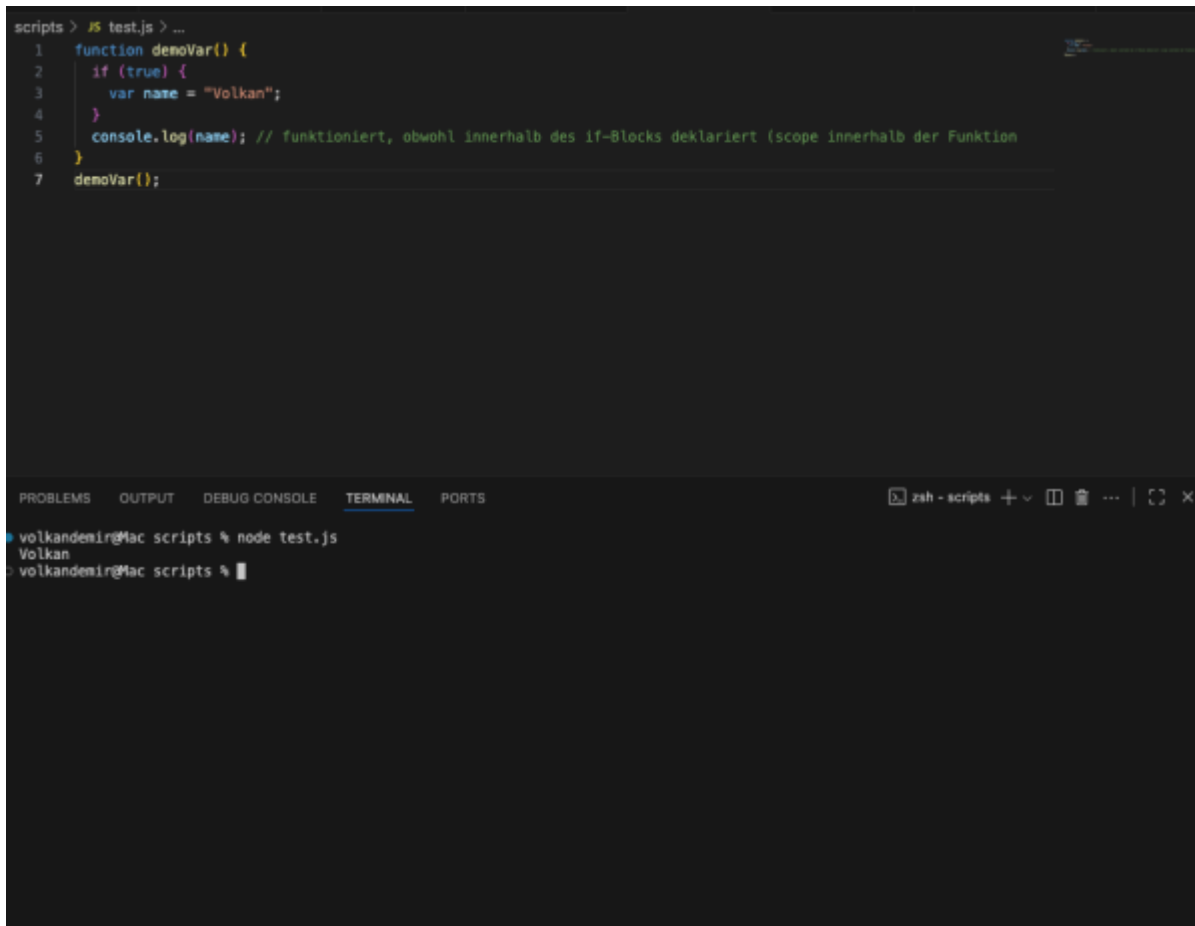 scripts > JS test.js > ...
1 function demoVar() {
2 if (true) {
3 var name = "Volkan";
4 }
5 console.log(name); // funktioniert, obwohl innerhalb des if-Blocks deklariert (scope innerhalb der Funktion
6 }
7 demoVar();
PROBLEMS OUTPUT DEBUG CONSOLE TERMINAL PORTS zsh - scripts
volkandemir@Mac scripts % node test.js
Volkan
volkandemir@Mac scripts %